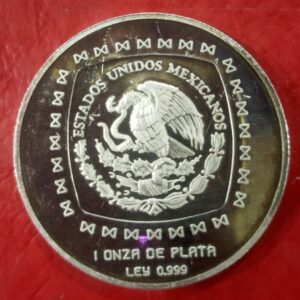 ESTADOS UNIDOS MEXICANOS
1 ONZA DE PLATA
LEY 0.999